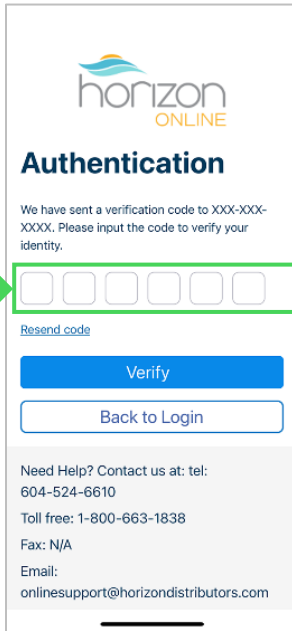 horizon
ONLINE
Authentication
We have sent a verification code to XXX-XXX-
XXXX. Please input the code to verify your
identity.
Resend code
Verify
Back to Login
Need Help? Contact us at: tel:
604-524-6610
Toll free: 1-800-663-1838
Fax: N/A
Email:
onlinesupport@horizondistributors.com